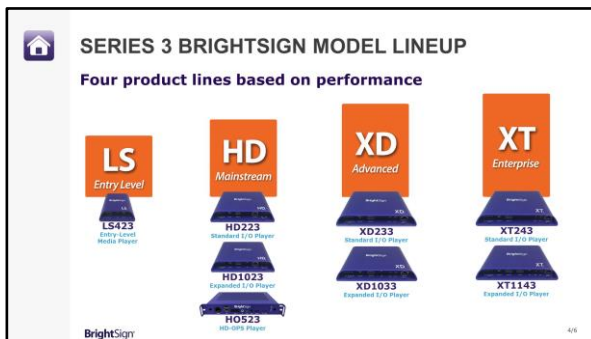 SERIES 3 BRIGHTSIGN MODEL LINEUP
Four product lines based on performance
LS
Entry Level
LS423
Entry-Level
Media Player
HD
Mainstream
HD223
Standard I/O Player
HD1023
Expanded I/O Player
HO523
HD-OPS Player
XD
Advanced
XD233
Standard I/O Player
XD1033
Expanded I/O Player
XT
Enterprise
XT243
Standard I/O Player
XT1143
Expanded I/O Player
BrightSign
4/6